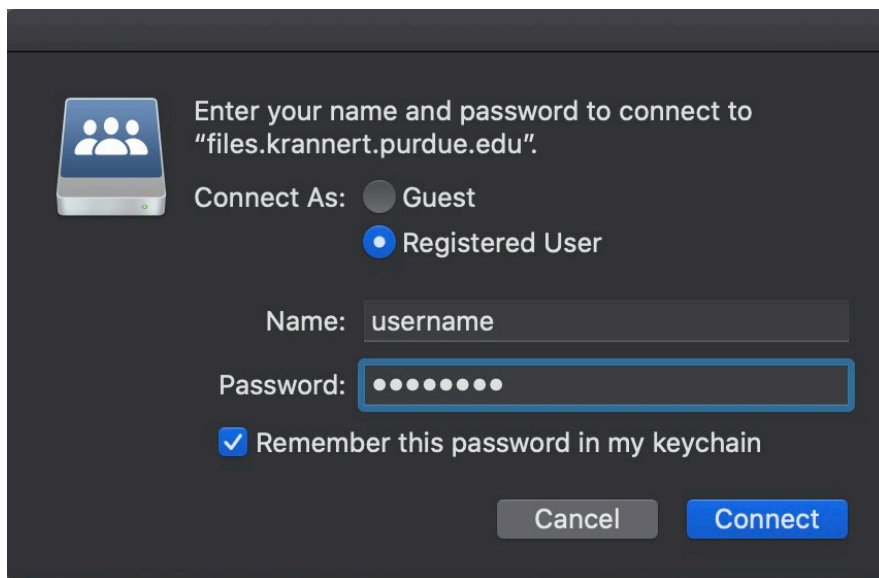 Enter your name and password to connect to
“files.krannert.purdue.edu”.
Connect As: Guest
Registered User
Name: username
Password: ••••••••
Remember this password in my keychain
Cancel Connect